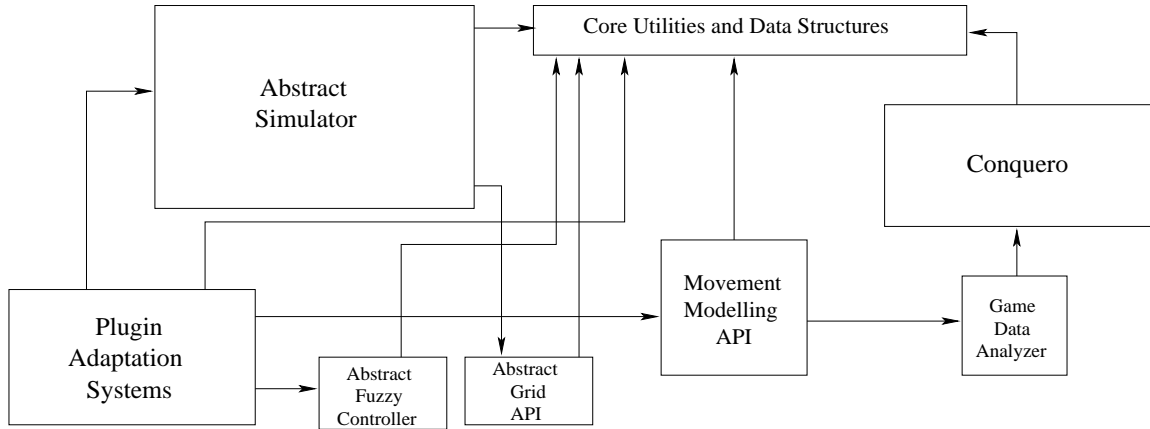 Core Utilities and Data Structures
Abstract
Simulator
Conquero
Movement
Modelling
API
Game
Data
Analyzer
Plugin
Adaptation
Systems
Abstract
Fuzzy
Controller
Abstract
Grid
API